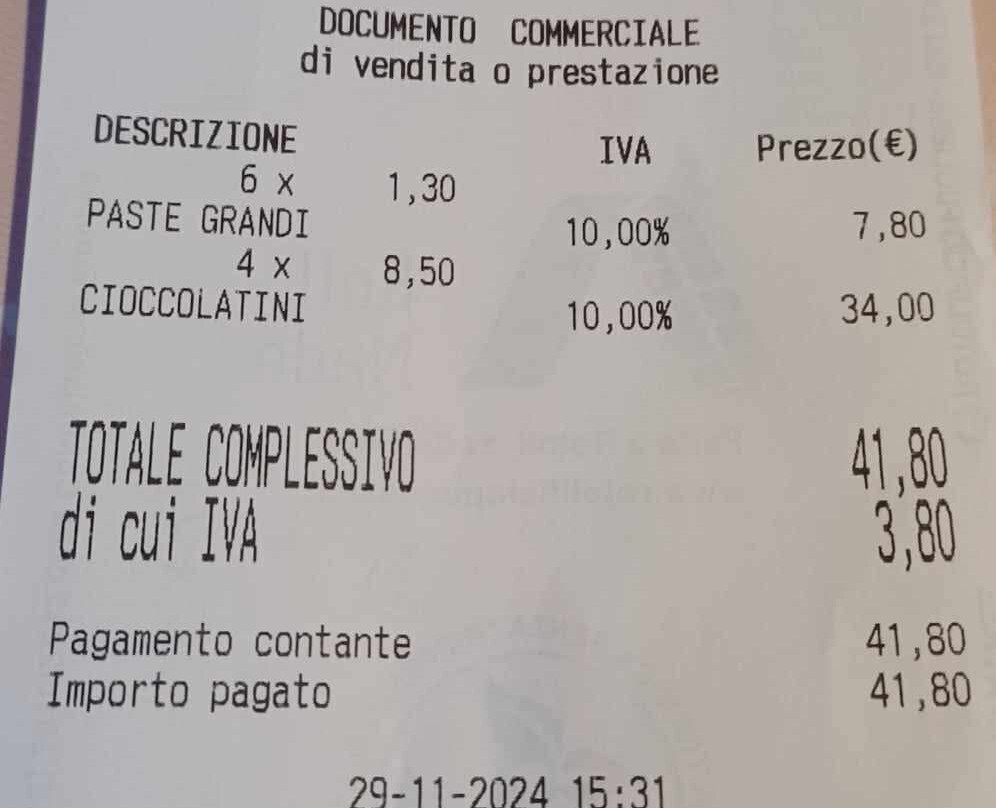 DOCUMENTO COMMERCIALE
di vendita o prestazione
DESCRIZIONE IVA Prezzo(€)
6 x 1,30
PASTE GRANDI 10,00% 7,80
4 x 8,50
CIOCCOLATINI 10,00% 34,00
TOTALE COMPLESSIVO 41,80
di cui IVA 3,80
Pagamento contante 41,80
Importo pagato 41,80
29-11-2024 15:31